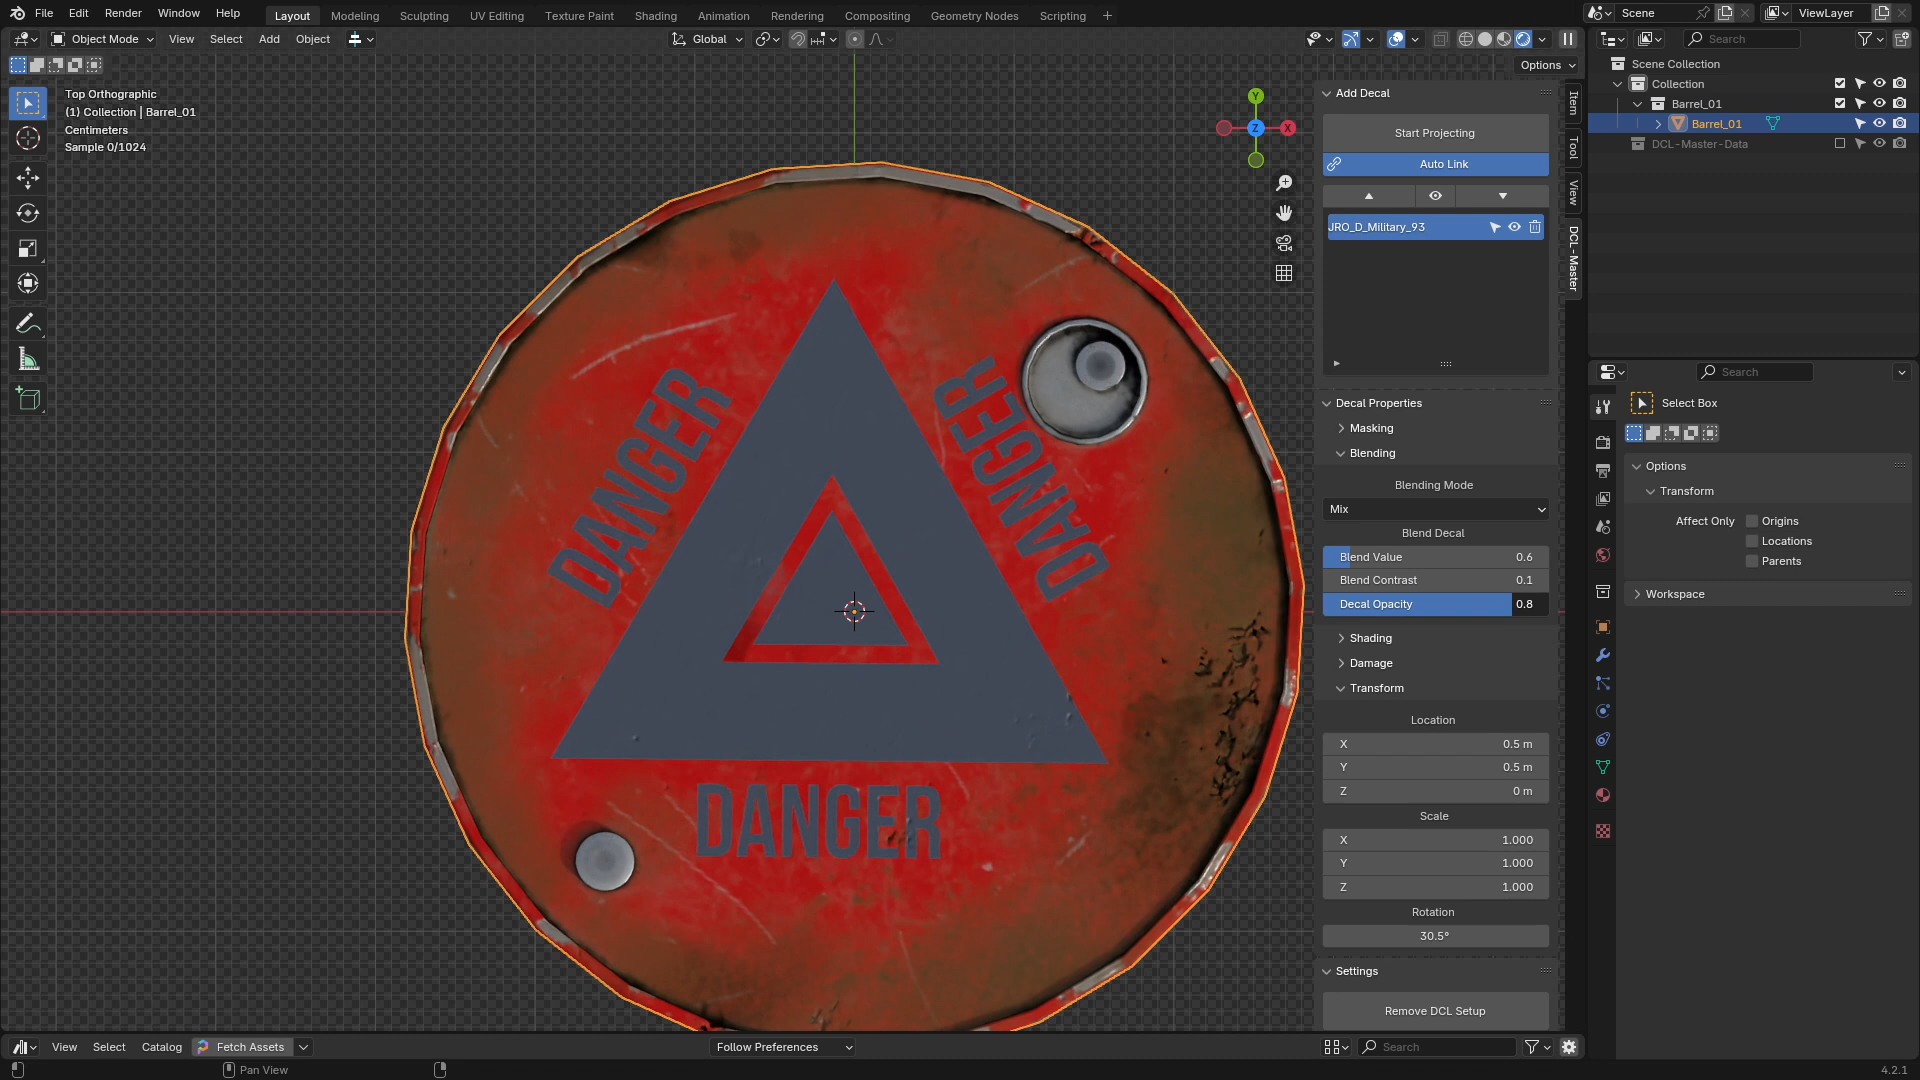 File Edit Render Window Help Layout Modeling Sculpting UV Editing Texture Paint Shading Animation Rendering Compositing Geometry Nodes Scripting + Scene ViewLayer
Object Mode View Select Add Object Global Search
Options
Top Orthographic
(1) Collection | Barrel_01
Centimeters
Sample 0/1024
Y
Z
X
DANGER
DANGER
DANGER
Add Decal
Start Projecting
Auto Link
JRO_D_Military_93
Decal Properties
Masking
Blending
Blending Mode
Mix
Blend Decal
Blend Value 0.6
Blend Contrast 0.1
Decal Opacity 0.8
Shading
Damage
Transform
Location
X 0.5 m
Y 0.5 m
Z 0 m
Scale
X 1.000
Y 1.000
Z 1.000
Rotation
30.5°
Settings
Remove DCL Setup
Item
Tool
View
DCL-Master
Scene Collection
Collection
Barrel_01
Barrel_01
DCL-Master-Data
Search
Select Box
Options
Transform
Affect Only Origins
Locations
Parents
Workspace
View Select Catalog Fetch Assets Follow Preferences Search
Pan View 4.2.1